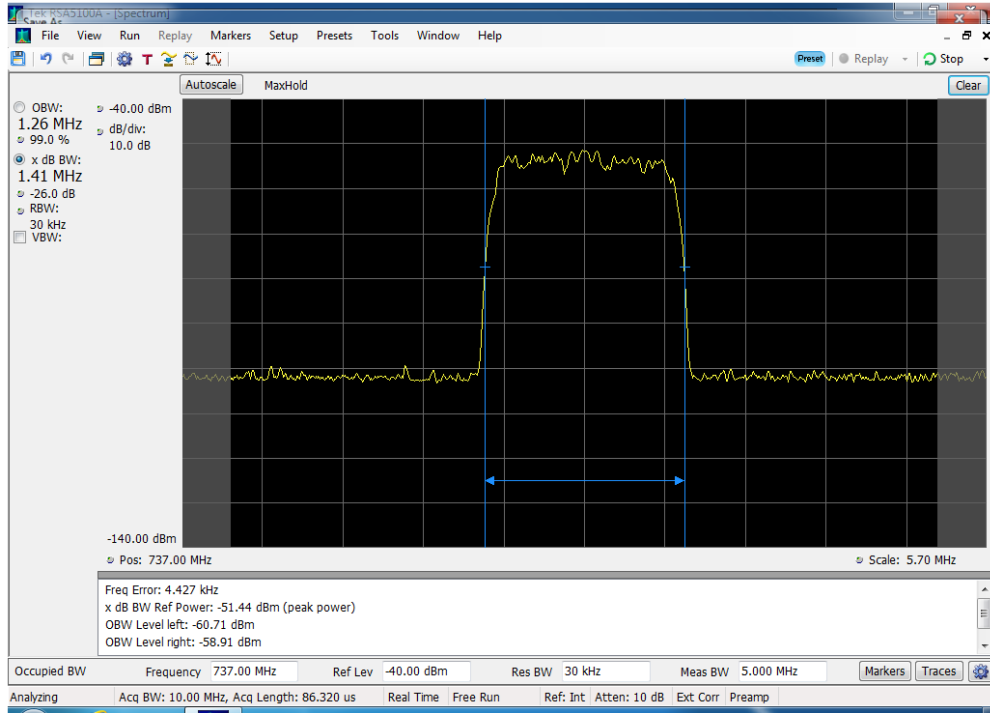 Tek RSA5100A - [Spectrum]
Save As
File View Run Replay Markers Setup Presets Tools Window Help
T Preset Replay Stop
Autoscale MaxHold Clear
OBW:
1.26 MHz
99.0 %
x dB BW:
1.41 MHz
-26.0 dB
RBW:
30 kHz
VBW:
-40.00 dBm
dB/div:
10.0 dB
-140.00 dBm
Pos: 737.00 MHz Scale: 5.70 MHz
Freq Error: 4.427 kHz
x dB BW Ref Power: -51.44 dBm (peak power)
OBW Level left: -60.71 dBm
OBW Level right: -58.91 dBm
Occupied BW Frequency 737.00 MHz Ref Lev -40.00 dBm Res BW 30 kHz Meas BW 5.000 MHz Markers Traces
Analyzing Acq BW: 10.00 MHz, Acq Length: 86.320 us Real Time Free Run Ref: Int Atten: 10 dB Ext Corr Preamp